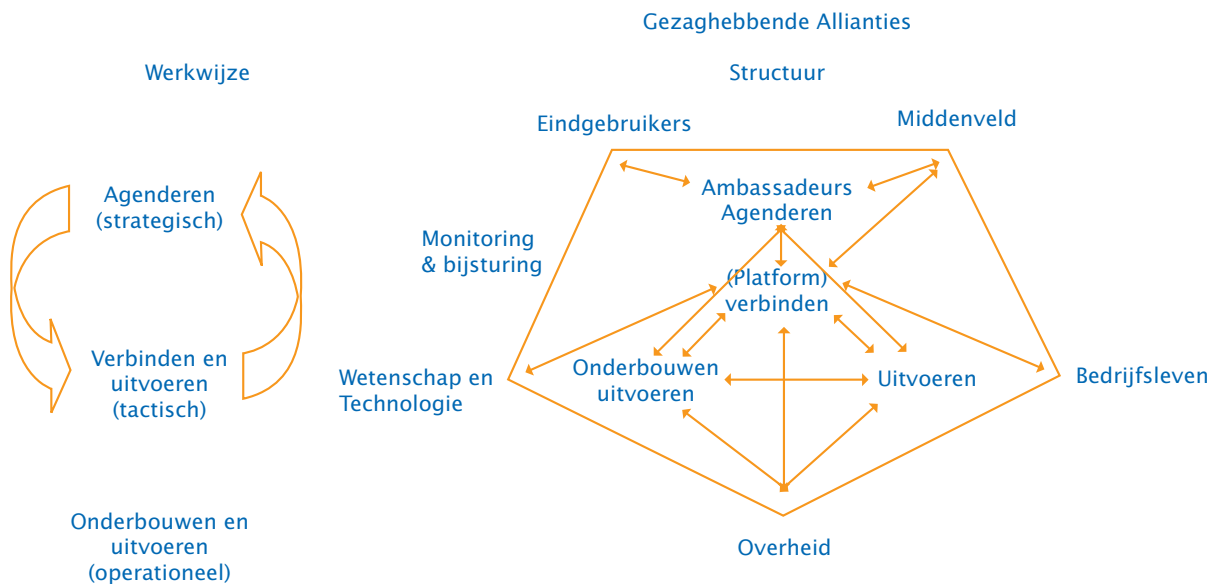 Gezaghebbende Allianties
Werkwijze
Structuur
Eindgebruikers
Middenveld
Agenderen
(strategisch)
Ambassadeurs
Agenderen
Monitoring
& bijsturing
(Platform)
verbinden
Verbinden en
uitvoeren
(tactisch)
Wetenschap en
Technologie
Onderbouwen
uitvoeren
Uitvoeren
Bedrijfsleven
Onderbouwen en
uitvoeren
(operationeel)
Overheid